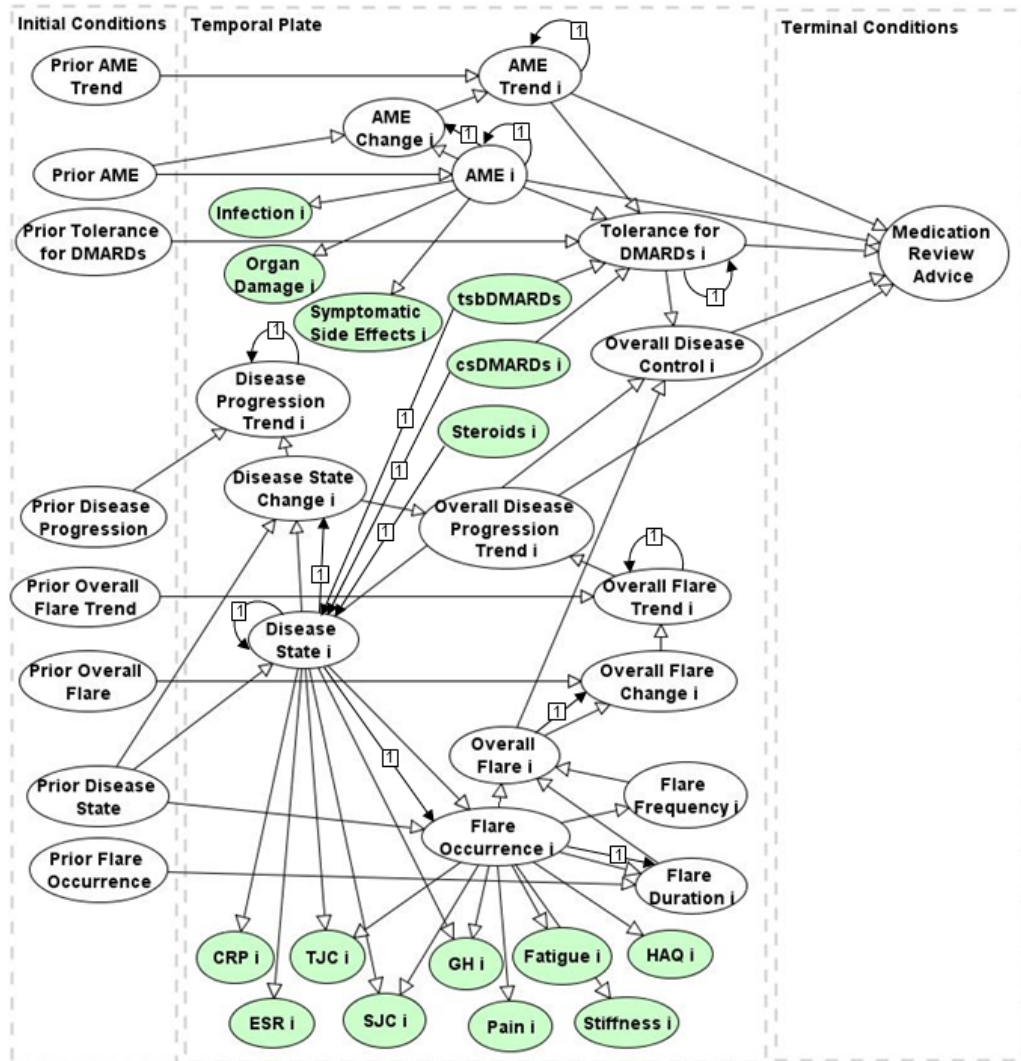 Initial Conditions
Temporal Plate
Terminal Conditions
Prior AME
Trend
AME
Trend i
1
AME
Change i
1
1
Prior AME
AME i
Infection i
Prior Tolerance
for DMARDs
Tolerance for
DMARDs i
Medication
Review
Advice
Organ
Damage i
tsbDMARDs
1
Symptomatic
Side Effects i
1
csDMARDs i
Overall Disease
Control i
Disease
Progression
Trend i
1
Steroids i
1
Disease State
Change i
1
Prior Disease
Progression
Overall Disease
Progression
Trend i
1
1
Prior Overall
Flare Trend
1
Overall Flare
Trend i
1
Disease
State i
Prior Overall
Flare
Overall Flare
Change i
1
Overall
Flare i
1
Prior Disease
State
Flare
Frequency i
Flare
Occurrence i
1
Prior Flare
Occurrence
Flare
Duration i
CRP i
TJC i
GH i
Fatigue i
HAQ i
ESR i
SJC i
Pain i
Stiffness i